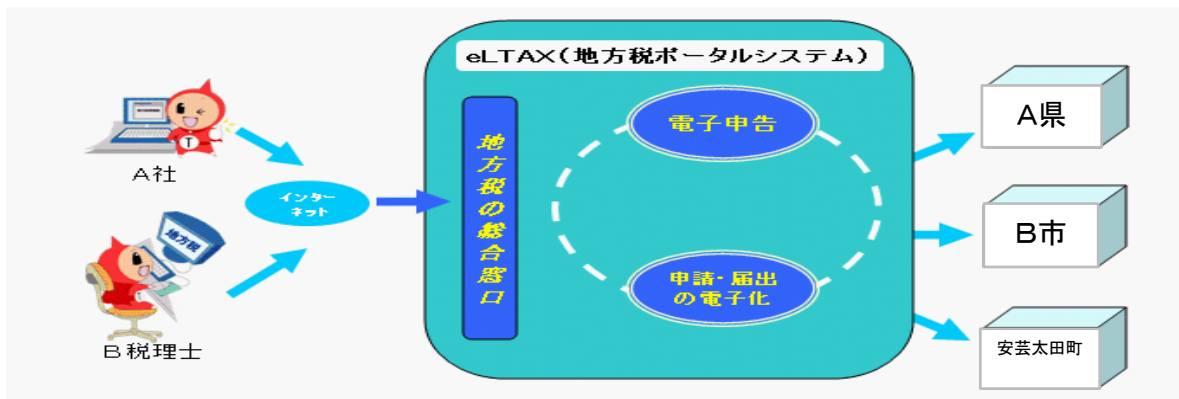 eLTAX(地方税ポータルシステム)
T
A社
地方税
T
B税理士
インター
ネット
地方税の総合窓口
電子申告
申請・届出
の電子化
A県
B市
安芸太田町